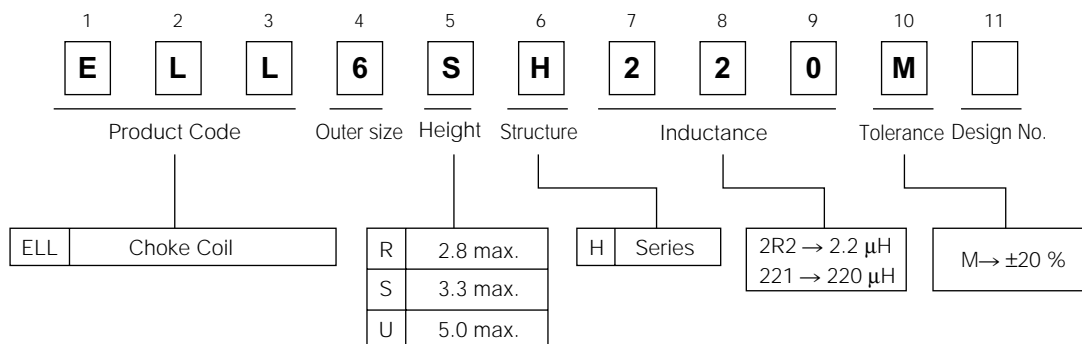 1 2 3 4 5 6 7 8 9 10 11
E L L 6 S H 2 2 0 M
Product Code Outer size Height Structure Inductance Tolerance Design No.
ELL Choke Coil
R 2.8 max.
S 3.3 max.
U 5.0 max.
H Series
2R2 → 2.2 μH
221 → 220 μH
M→ ±20 %